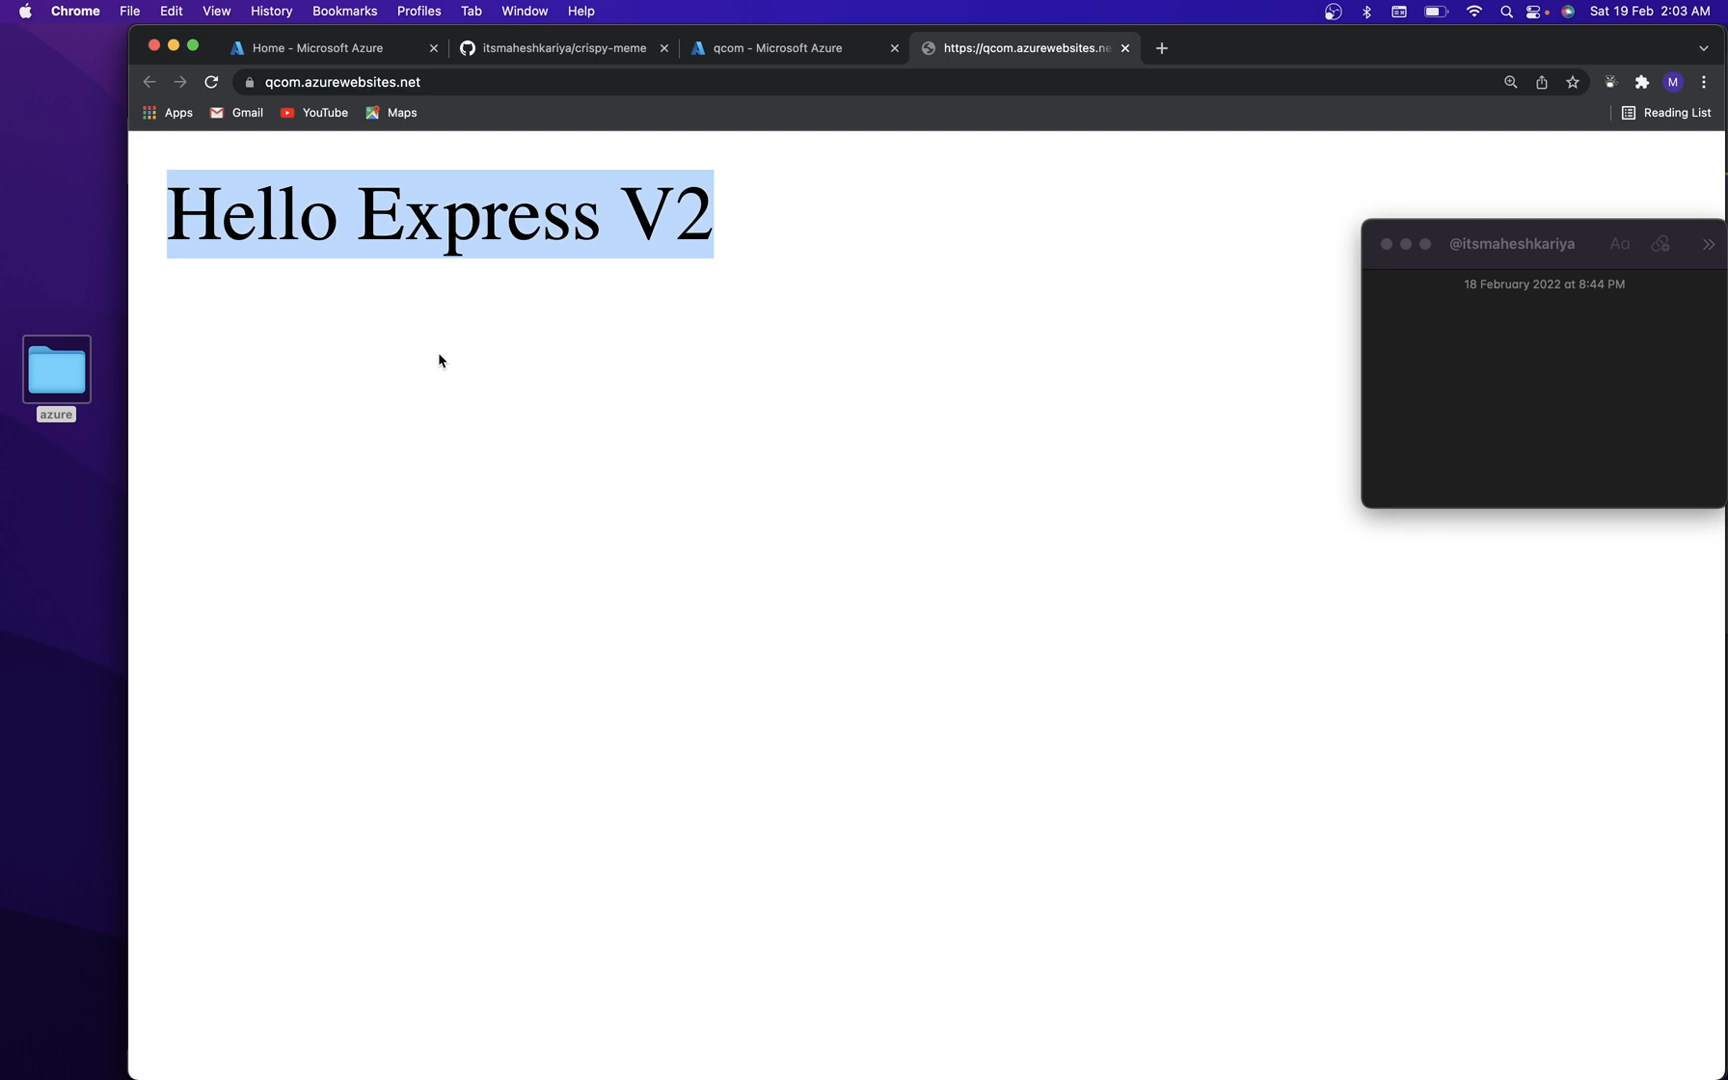 Chrome File Edit View History Bookmarks Profiles Tab Window Help Sat 19 Feb 2:03 AM
Home - Microsoft Azure itsmaheshkariya/crispy-meme qcom - Microsoft Azure https://qcom.azurewebsites.ne
qcom.azurewebsites.net M
Apps Gmail YouTube Maps Reading List
Hello Express V2
@itsmaheshkariya Aa
18 February 2022 at 8:44 PM
azure